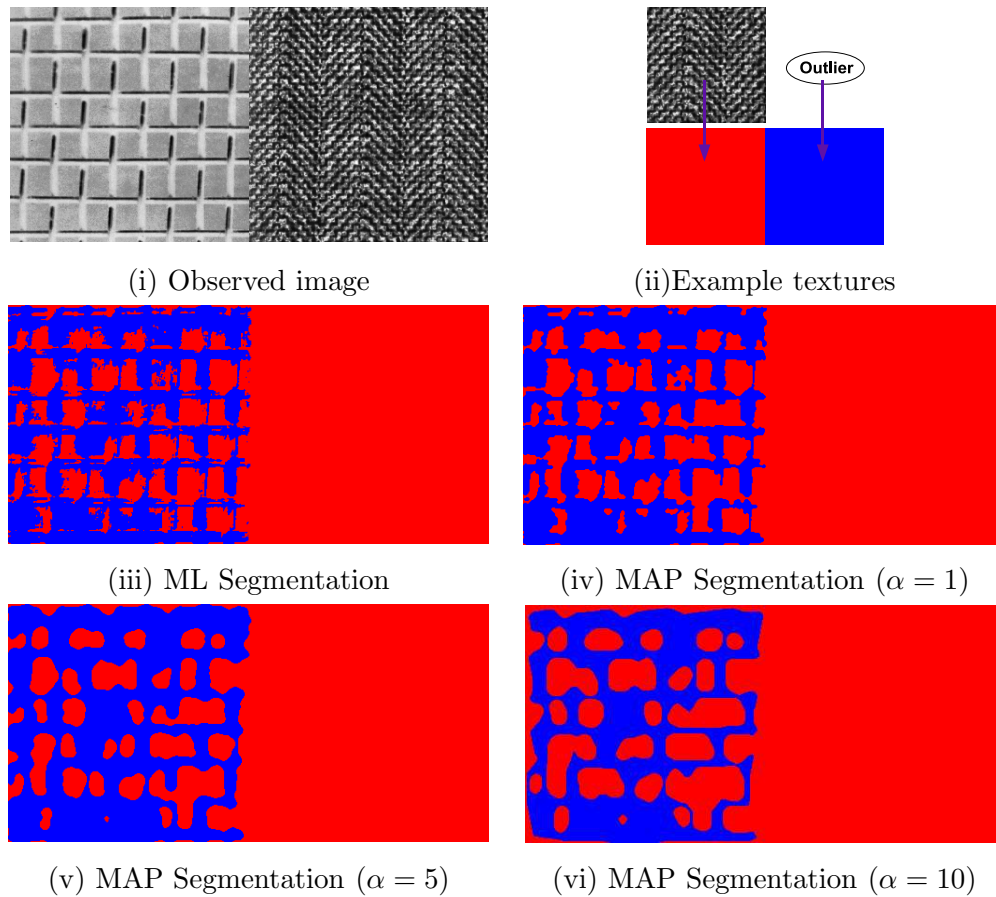 Outlier
(i) Observed image
(ii)Example textures
(iii) ML Segmentation
(iv) MAP Segmentation (α = 1)
(v) MAP Segmentation (α = 5)
(vi) MAP Segmentation (α = 10)